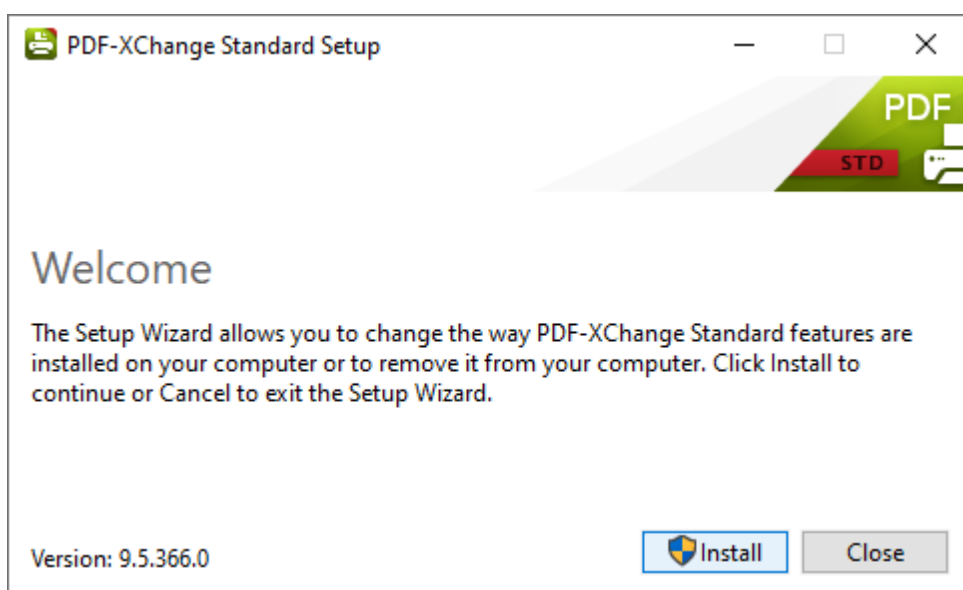 PDF-XChange Standard Setup
PDF
STD
Welcome
The Setup Wizard allows you to change the way PDF-XChange Standard features are
installed on your computer or to remove it from your computer. Click Install to
continue or Cancel to exit the Setup Wizard.
Version: 9.5.366.0
Install
Close